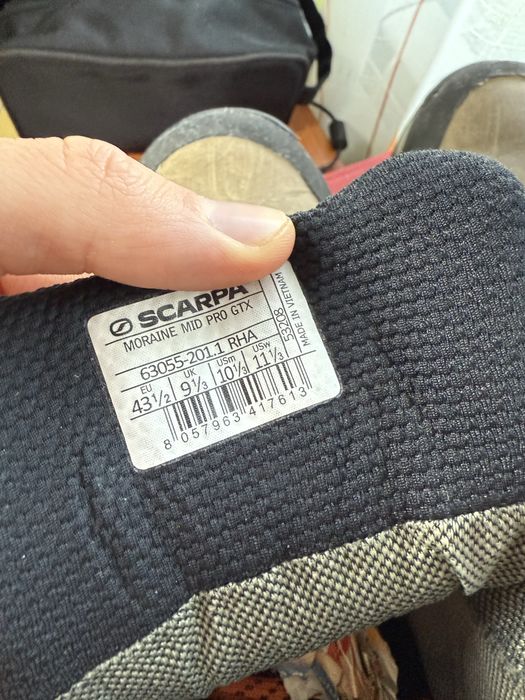 SCARPA
MORAINE MID PRO GTX
63055-201.1 RHA
EU UK USm USw
43½ 9⅓ 10⅓ 11⅓
8 057963 417613
53208
MADE IN VIETNAM